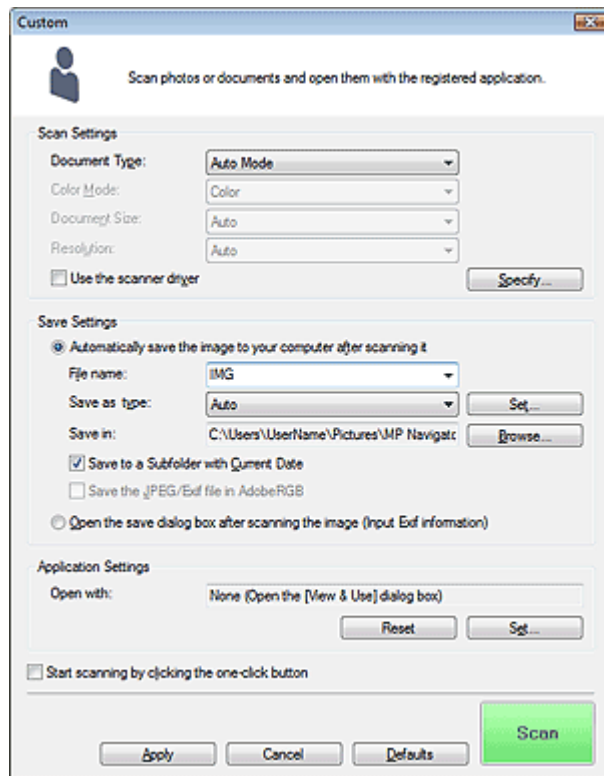 Custom
Scan photos or documents and open them with the registered application.
Scan Settings
Document Type: Auto Mode
Color Mode: Color
Document Size: Auto
Resolution: Auto
Use the scanner driver Specify...
Save Settings
Automatically save the image to your computer after scanning it
File name: IMG
Save as type: Auto Set...
Save in: C:\Users\UserName\Pictures\MP Navigato Browse...
Save to a Subfolder with Current Date
Save the JPEG/Exif file in AdobeRGB
Open the save dialog box after scanning the image (Input Exif information)
Application Settings
Open with: None (Open the [View & Use] dialog box)
Reset Set...
Start scanning by clicking the one-click button
Scan
Apply Cancel Defaults